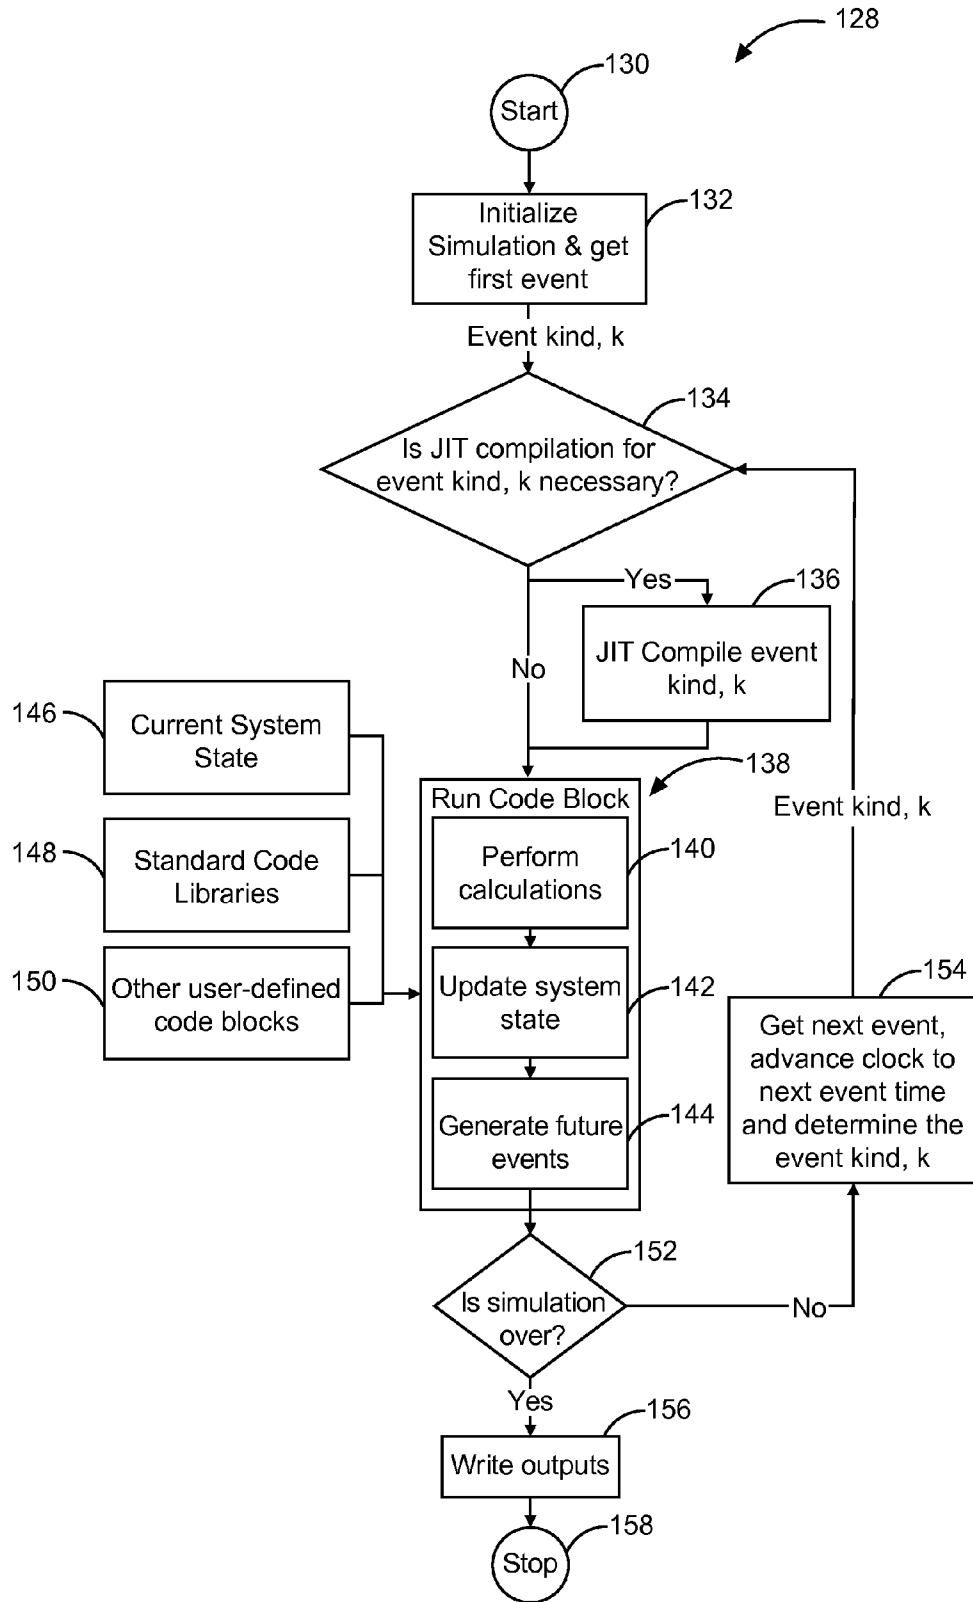 128
130
Start
132
Initialize
Simulation & get
first event
Event kind, k
134
Is JIT compilation for
event kind, k necessary?
Yes
136
JIT Compile event
kind, k
No
146
Current System
State
138
Run Code Block
Event kind, k
148
Standard Code
Libraries
Perform
calculations
140
150
Other user-defined
code blocks
Update system
state
142
154
Get next event,
advance clock to
next event time
and determine the
event kind, k
Generate future
events
144
152
Is simulation
over?
No
Yes
156
Write outputs
158
Stop